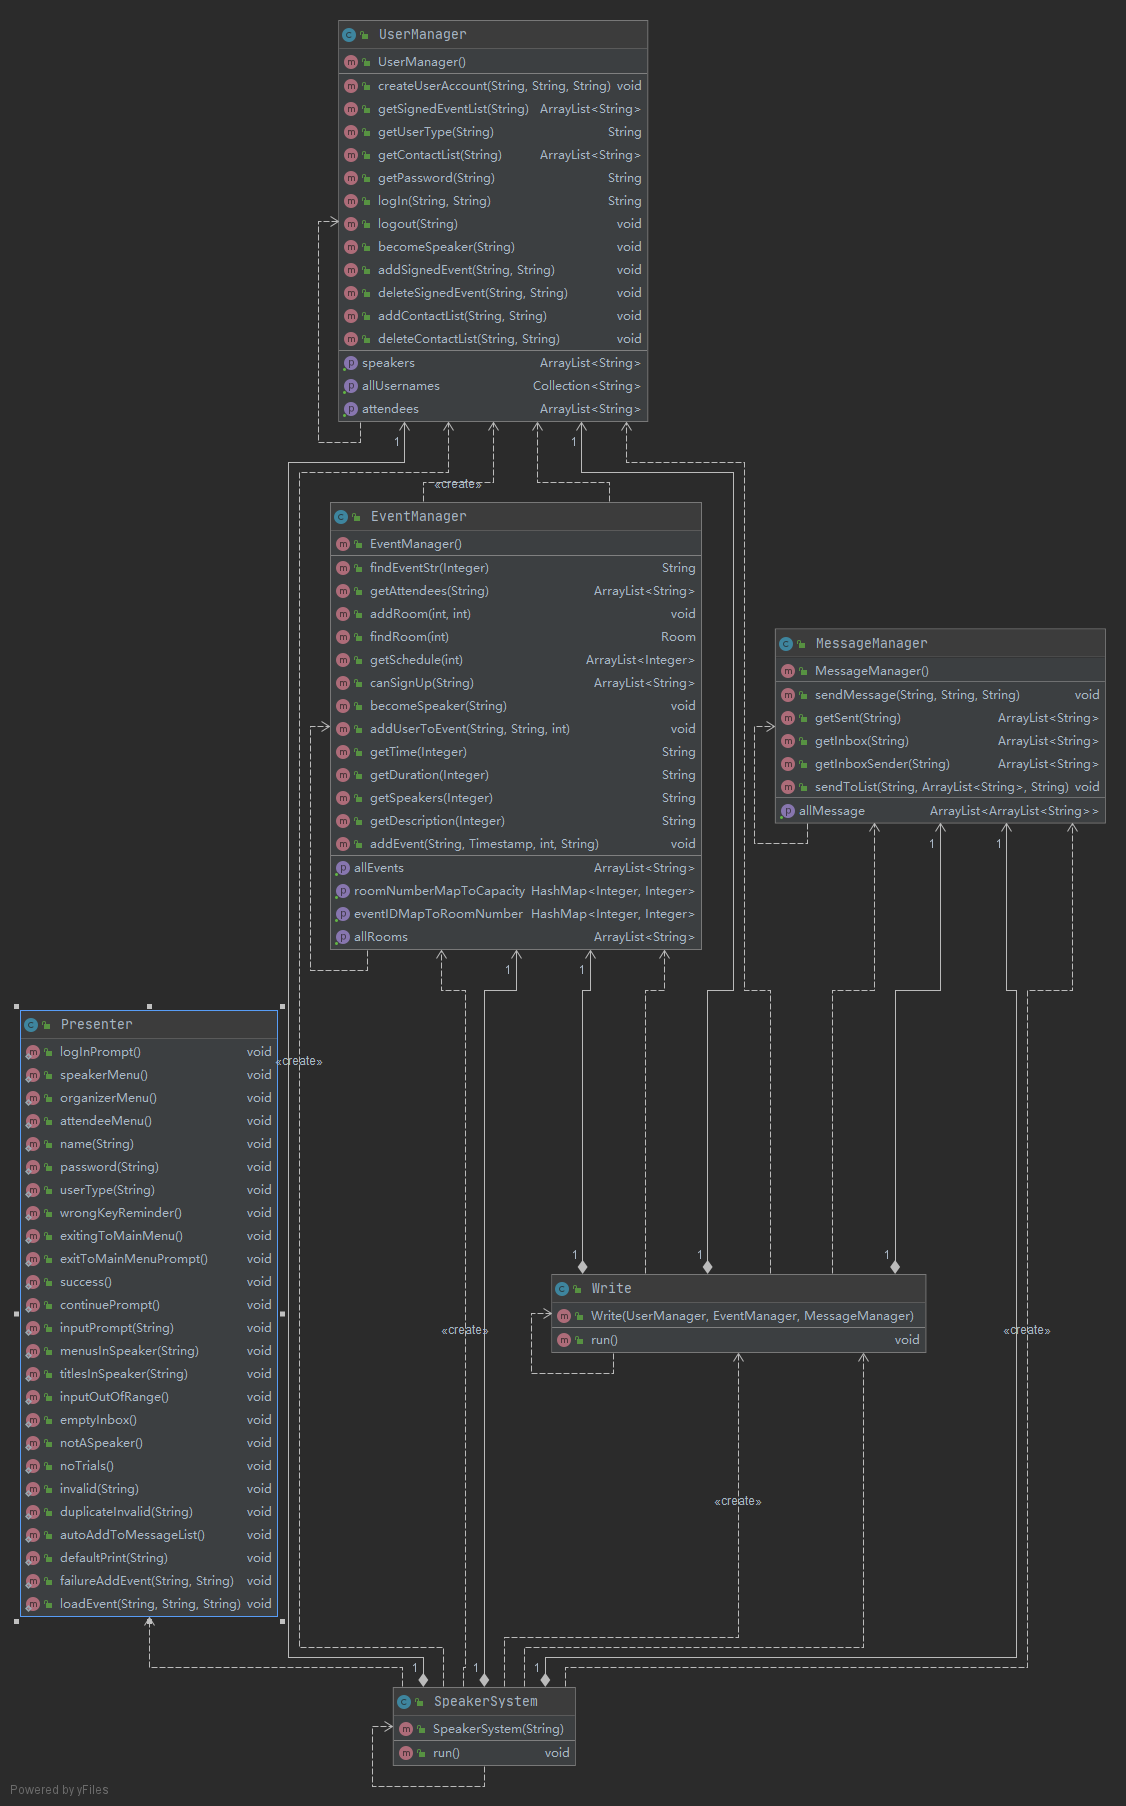 UserManager
UserManager()
createUserAccount(String, String, String) void
getSignedEventList(String) ArrayList<String>
getUserType(String) String
getContactList(String) ArrayList<String>
getPassword(String) String
logIn(String, String) String
logout(String) void
becomeSpeaker(String) void
addSignedEvent(String, String) void
deleteSignedEvent(String, String) void
addContactList(String, String) void
deleteContactList(String, String) void
speakers ArrayList<String>
allUsernames Collection<String>
attendees ArrayList<String>
1
1
«create»
EventManager
EventManager()
findEventStr(Integer) String
getAttendees(String) ArrayList<String>
addRoom(int, int) void
findRoom(int) Room
getSchedule(int) ArrayList<Integer>
canSignUp(String) ArrayList<String>
becomeSpeaker(String) void
addUserToEvent(String, String, int) void
getTime(Integer) String
getDuration(Integer) String
getSpeakers(Integer) String
getDescription(Integer) String
addEvent(String, Timestamp, int, String) void
allEvents ArrayList<String>
roomNumberMapToCapacity HashMap<Integer, Integer>
eventIDMapToRoomNumber HashMap<Integer, Integer>
allRooms ArrayList<String>
1
1
MessageManager
MessageManager()
sendMessage(String, String, String) void
getSent(String) ArrayList<String>
getInbox(String) ArrayList<String>
getInboxSender(String) ArrayList<String>
sendToList(String, ArrayList<String>, String) void
allMessage ArrayList<ArrayList<String>>
1
1
Presenter
logInPrompt() void
speakerMenu() void
organizerMenu() void
attendeeMenu() void
name(String) void
password(String) void
userType(String) void
wrongKeyReminder() void
exitingToMainMenu() void
exitToMainMenuPrompt() void
success() void
continuePrompt() void
inputPrompt(String) void
menusInSpeaker(String) void
titlesInSpeaker(String) void
inputOutOfRange() void
emptyInbox() void
notASpeaker() void
noTrials() void
invalid(String) void
duplicateInvalid(String) void
autoAddToMessageList() void
defaultPrint(String) void
failureAddEvent(String, String) void
loadEvent(String, String, String) void
«create»
1
1
1
Write
Write(UserManager, EventManager, MessageManager)
run() void
«create»
«create»
«create»
1
1
1
SpeakerSystem
SpeakerSystem(String)
run() void
Powered by yFiles